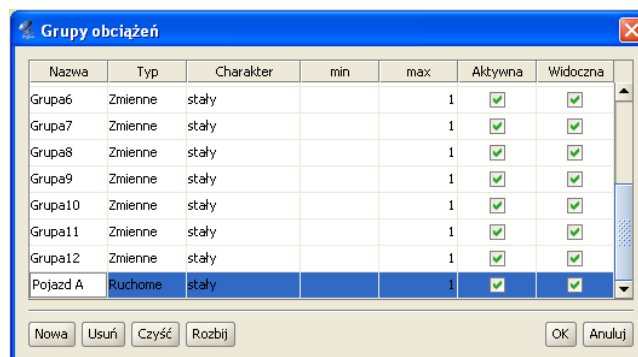 Grupy obciążeń
Nazwa Typ Charakter min max Aktywna Widoczna
Grupa6 Zmienne stały 1
Grupa7 Zmienne stały 1
Grupa8 Zmienne stały 1
Grupa9 Zmienne stały 1
Grupa10 Zmienne stały 1
Grupa11 Zmienne stały 1
Grupa12 Zmienne stały 1
Pojazd A Ruchome stały 1
Nowa Usuń Czyść Rozbij OK Anuluj